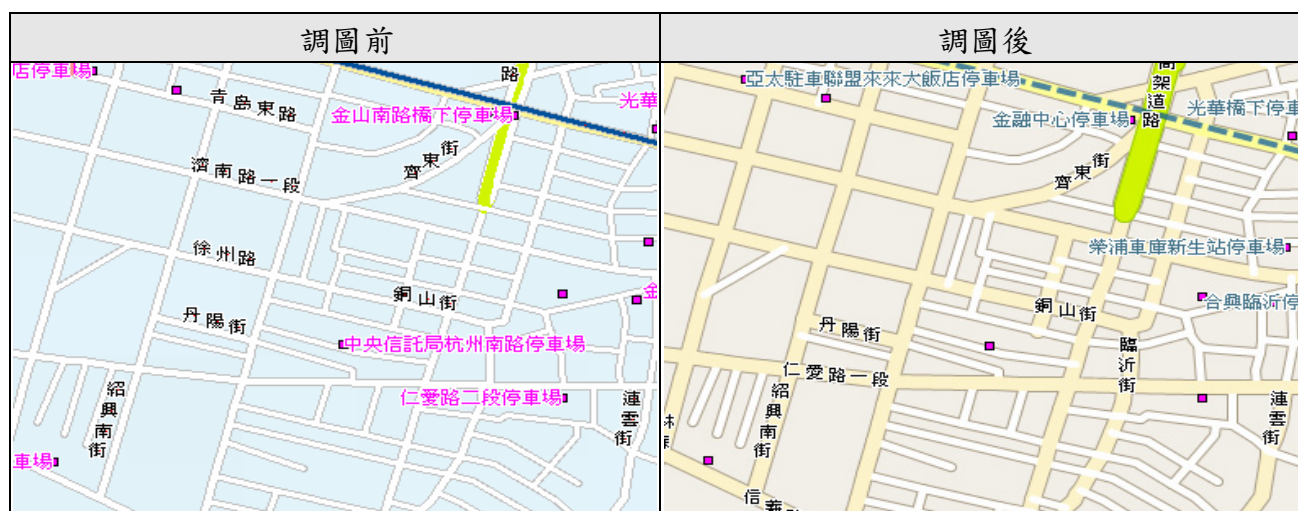 調圖前
店停車場
路
青島東路
金山南路橋下停車場
光華
齊東街
濟南路一段
徐州路
銅山街
金
丹陽街
中央信託局杭州南路停車場
仁愛路二段停車場
紹興南街
連雲街
車場
調圖後
亞太駐車聯盟來來大飯店停車場
高架道路
金融中心停車場
光華橋下停車
齊東街
榮浦車庫新生站停車場
銅山街
合興臨沂停
丹陽街
臨沂街
仁愛路一段
紹興南街
連雲街
信義